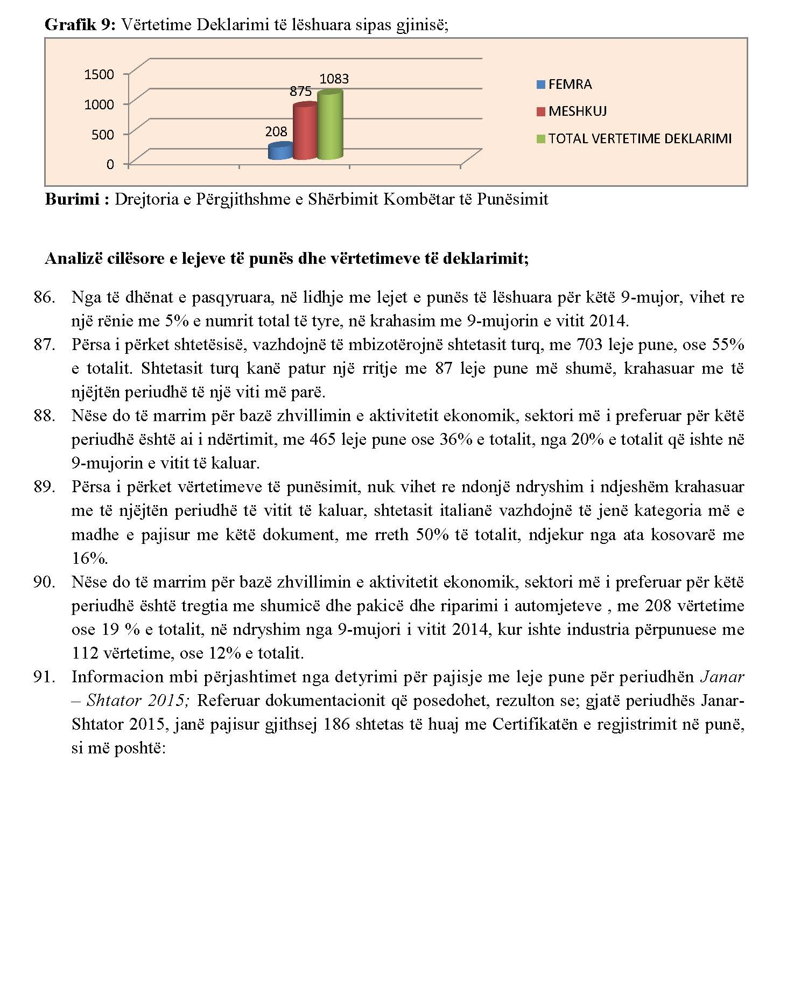 Grafik 9: Vërtetime Deklarimi të lëshuara sipas gjinisë;
1500
1000
500
0
208
875
1083
FEMRA
MESHKUJ
TOTAL VERTETIME DEKLARIMI
Burimi : Drejtoria e Përgjithshme e Shërbimit Kombëtar të Punësimit
Analizë cilësore e lejeve të punës dhe vërtetimeve të deklarimit;
86. Nga të dhënat e pasqyruara, në lidhje me lejet e punës të lëshuara për këtë 9-mujor, vihet re
një rënie me 5% e numrit total të tyre, në krahasim me 9-mujorin e vitit 2014.
87. Përsa i përket shtetësisë, vazhdojnë të mbizotërojnë shtetasit turq, me 703 leje pune, ose 55%
e totalit. Shtetasit turq kanë patur një rritje me 87 leje pune më shumë, krahasuar me të
njëjtën periudhë të një viti më parë.
88. Nëse do të marrim për bazë zhvillimin e aktivitetit ekonomik, sektori më i preferuar për këtë
periudhë është ai i ndërtimit, me 465 leje pune ose 36% e totalit, nga 20% e totalit që ishte në
9-mujorin e vitit të kaluar.
89. Përsa i përket vërtetimeve të punësimit, nuk vihet re ndonjë ndryshim i ndjeshëm krahasuar
me të njëjtën periudhë të vitit të kaluar, shtetasit italianë vazhdojnë të jenë kategoria më e
madhe e pajisur me këtë dokument, me rreth 50% të totalit, ndjekur nga ata kosovarë me
16%.
90. Nëse do të marrim për bazë zhvillimin e aktivitetit ekonomik, sektori më i preferuar për këtë
periudhë është tregtia me shumicë dhe pakicë dhe riparimi i automjeteve , me 208 vërtetime
ose 19 % e totalit, në ndryshim nga 9-mujori i vitit 2014, kur ishte industria përpunuese me
112 vërtetime, ose 12% e totalit.
91. Informacion mbi përjashtimet nga detyrimi për pajisje me leje pune për periudhën Janar
– Shtator 2015; Referuar dokumentacionit që posedohet, rezulton se; gjatë periudhës Janar-
Shtator 2015, janë pajisur gjithsej 186 shtetas të huaj me Certifikatën e regjistrimit në punë,
si më poshtë: